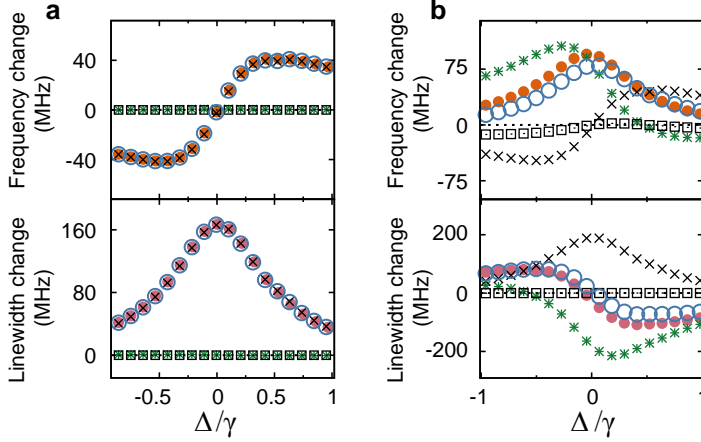 a
b
Frequency change
(MHz)
40
0
-40
Frequency change
(MHz)
75
0
-75
Linewidth change
(MHz)
160
80
0
Linewidth change
(MHz)
200
0
-200
-0.5 0 0.5 1
Δ/γ
-1 0 1
Δ/γ